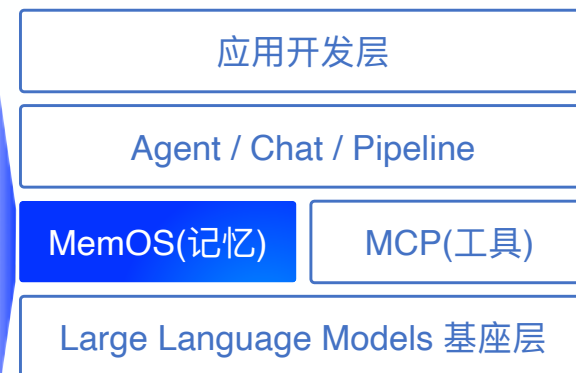 应用开发层
Agent / Chat / Pipeline
MemOS(记忆)
MCP(工具)
Large Language Models 基座层